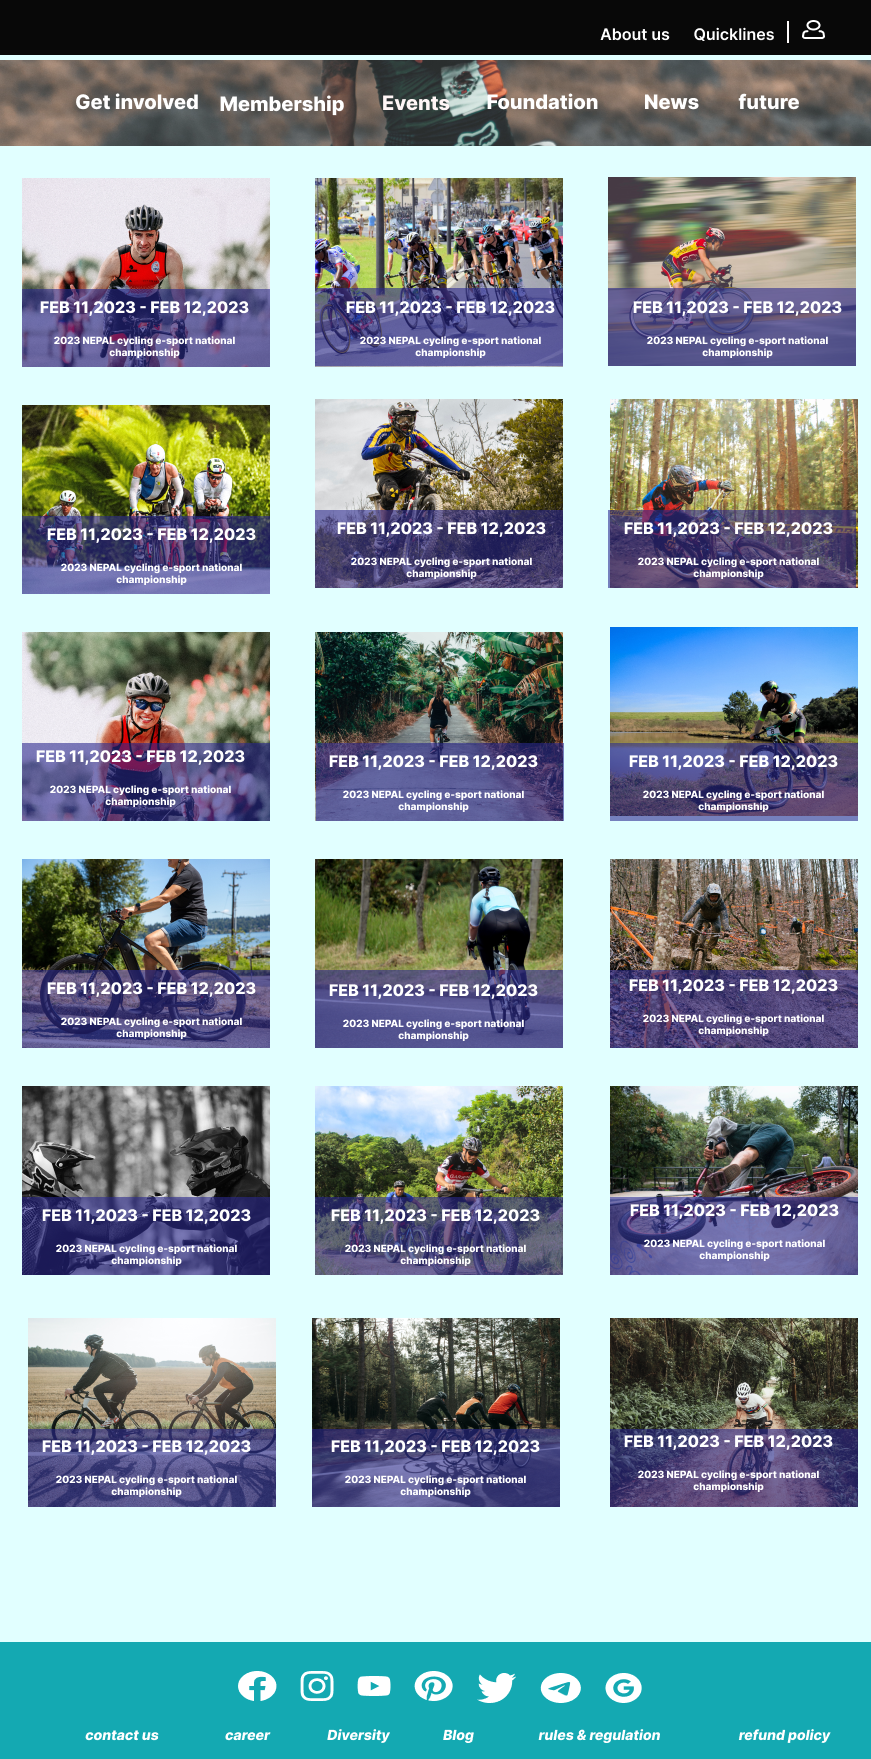 About us Quicklines
Get involved Membership Events Foundation News future
FEB 11,2023 - FEB 12,2023
2023 NEPAL cycling e-sport national
championship
FEB 11,2023 - FEB 12,2023
2023 NEPAL cycling e-sport national
championship
FEB 11,2023 - FEB 12,2023
2023 NEPAL cycling e-sport national
championship
FEB 11,2023 - FEB 12,2023
2023 NEPAL cycling e-sport national
championship
FEB 11,2023 - FEB 12,2023
2023 NEPAL cycling e-sport national
championship
FEB 11,2023 - FEB 12,2023
2023 NEPAL cycling e-sport national
championship
FEB 11,2023 - FEB 12,2023
2023 NEPAL cycling e-sport national
championship
FEB 11,2023 - FEB 12,2023
2023 NEPAL cycling e-sport national
championship
FEB 11,2023 - FEB 12,2023
2023 NEPAL cycling e-sport national
championship
FEB 11,2023 - FEB 12,2023
2023 NEPAL cycling e-sport national
championship
FEB 11,2023 - FEB 12,2023
2023 NEPAL cycling e-sport national
championship
FEB 11,2023 - FEB 12,2023
2023 NEPAL cycling e-sport national
championship
FEB 11,2023 - FEB 12,2023
2023 NEPAL cycling e-sport national
championship
FEB 11,2023 - FEB 12,2023
2023 NEPAL cycling e-sport national
championship
FEB 11,2023 - FEB 12,2023
2023 NEPAL cycling e-sport national
championship
FEB 11,2023 - FEB 12,2023
2023 NEPAL cycling e-sport national
championship
FEB 11,2023 - FEB 12,2023
2023 NEPAL cycling e-sport national
championship
FEB 11,2023 - FEB 12,2023
2023 NEPAL cycling e-sport national
championship
contact us career Diversity Blog rules & regulation refund policy